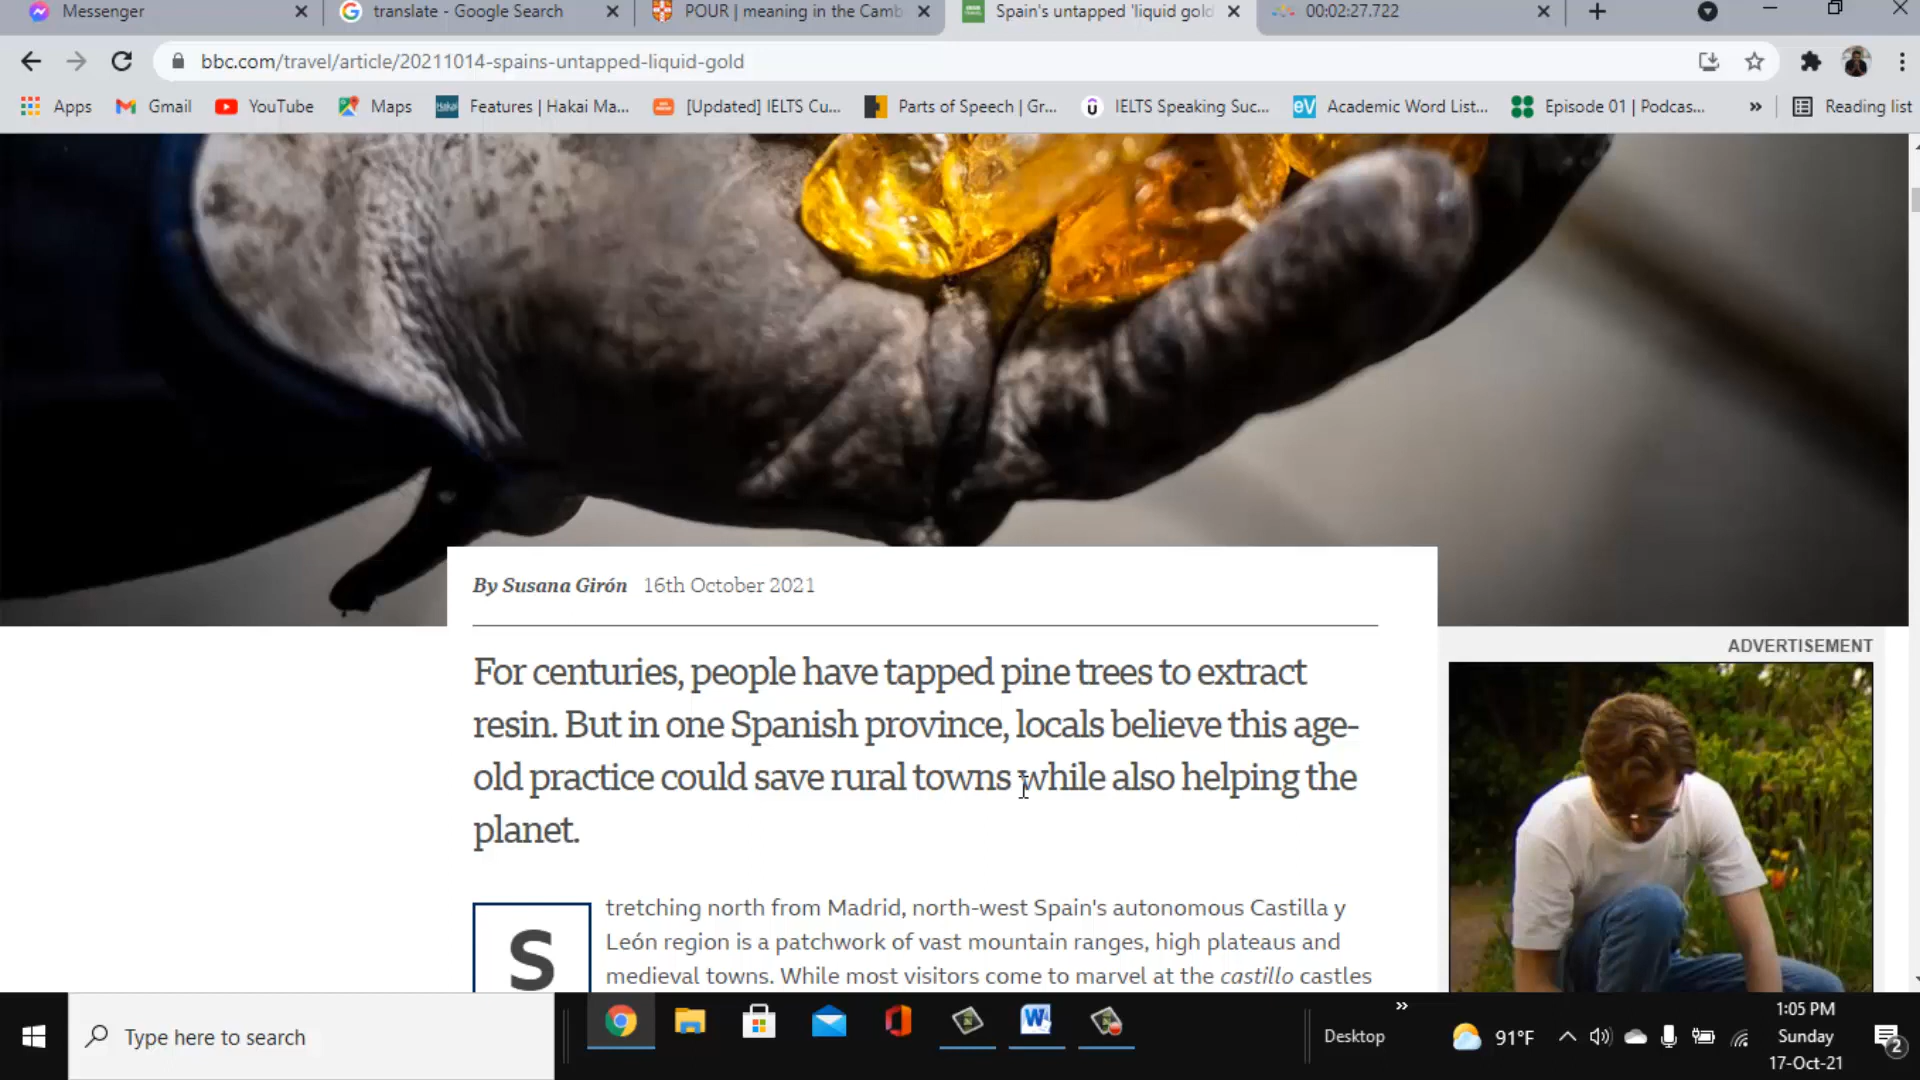 Messenger
translate - Google Search
POUR | meaning in the Camb
Spain's untapped 'liquid gold
00:02:27.722
bbc.com/travel/article/20211014-spains-untapped-liquid-gold
Apps
Gmail
YouTube
Maps
Hakai
Features | Hakai Ma...
[Updated] IELTS Cu...
Parts of Speech | Gr...
IELTS Speaking Suc...
eV
Academic Word List...
Episode 01 | Podcas...
»
Reading list
By Susana Girón 16th October 2021
ADVERTISEMENT
For centuries, people have tapped pine trees to extract
resin. But in one Spanish province, locals believe this age-
old practice could save rural towns while also helping the
planet.
Stretching north from Madrid, north-west Spain's autonomous Castilla y
León region is a patchwork of vast mountain ranges, high plateaus and
medieval towns. While most visitors come to marvel at the castillo castles
Type here to search
Desktop
»
91°F
1:05 PM
Sunday
17-Oct-21
2